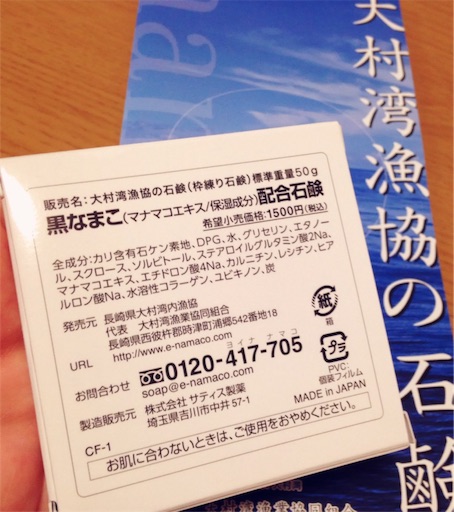 大村湾漁協の石鹸
販売名：大村湾漁協の石鹸（枠練り石鹸）標準重量50g
黒なまこ（マナマコエキス/保湿成分）配合石鹸
希望小売価格：1500円（税込）
全成分：カリ含有石ケン素地、DPG、水、グリセリン、エタノー
ル、スクロース、ソルビトール、ステアロイルグルタミン酸2Na、
マナマコエキス、エチドロン酸4Na、カルニチン、レシチン、ヒア
ルロン酸Na、水溶性コラーゲン、ユビキノン、炭
発売元 長崎県大村湾内漁協
代表 大村湾漁業協同組合
長崎県西彼杵郡時津町浦郷542番地18
URL http://www.e-namaco.com/
ヨイナマコ
お問合わせ 0120-417-705
soap@e-namaco.com
製造販売元 株式会社 サティス製薬
埼玉県吉川市中井57-1
CF-1
お肌に合わないときは、ご使用をおやめください。
紙
箱
プラ
PVC:
個装フィルム
MADE IN JAPAN